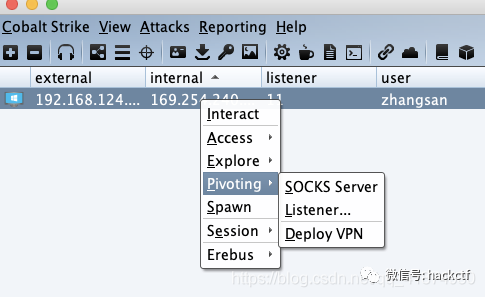 Cobalt Strike View Attacks Reporting Help
external internal listener user
192.168.124.... 169.254.240.... 11 zhangsan
Interact
Access
Explore
Pivoting
SOCKS Server
Listener...
Spawn
Deploy VPN
Session
Erebus
微信号: hackctf
https://blog.csdn.net/